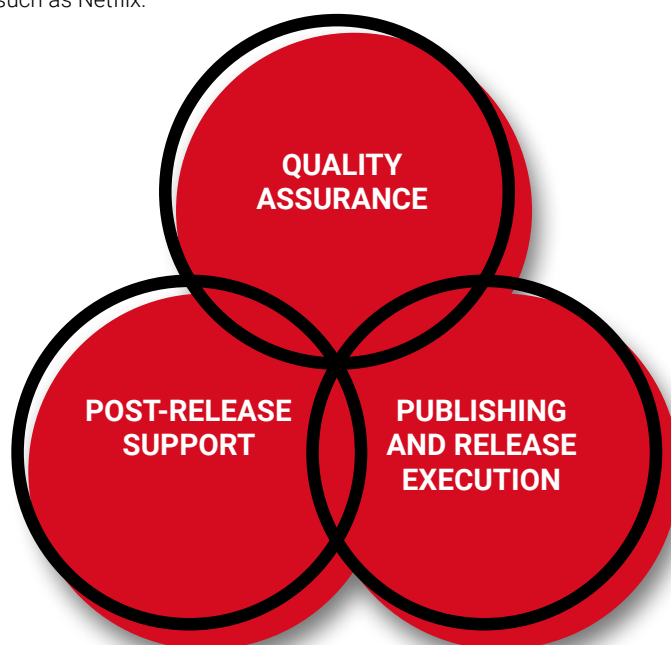 such as Netflix.
QUALITY
ASSURANCE
POST-RELEASE
SUPPORT
PUBLISHING
AND RELEASE
EXECUTION